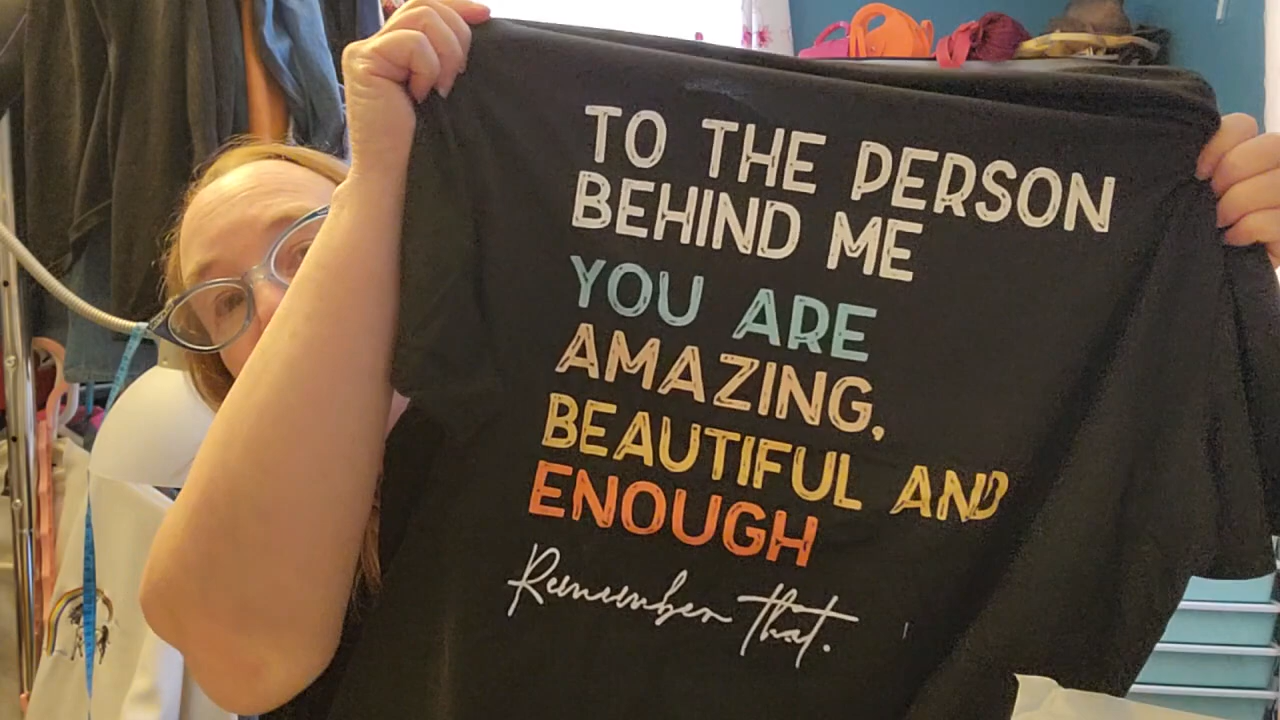 TO THE PERSON
BEHIND ME
YOU ARE
AMAZING,
BEAUTIFUL AND
ENOUGH
Remember that.